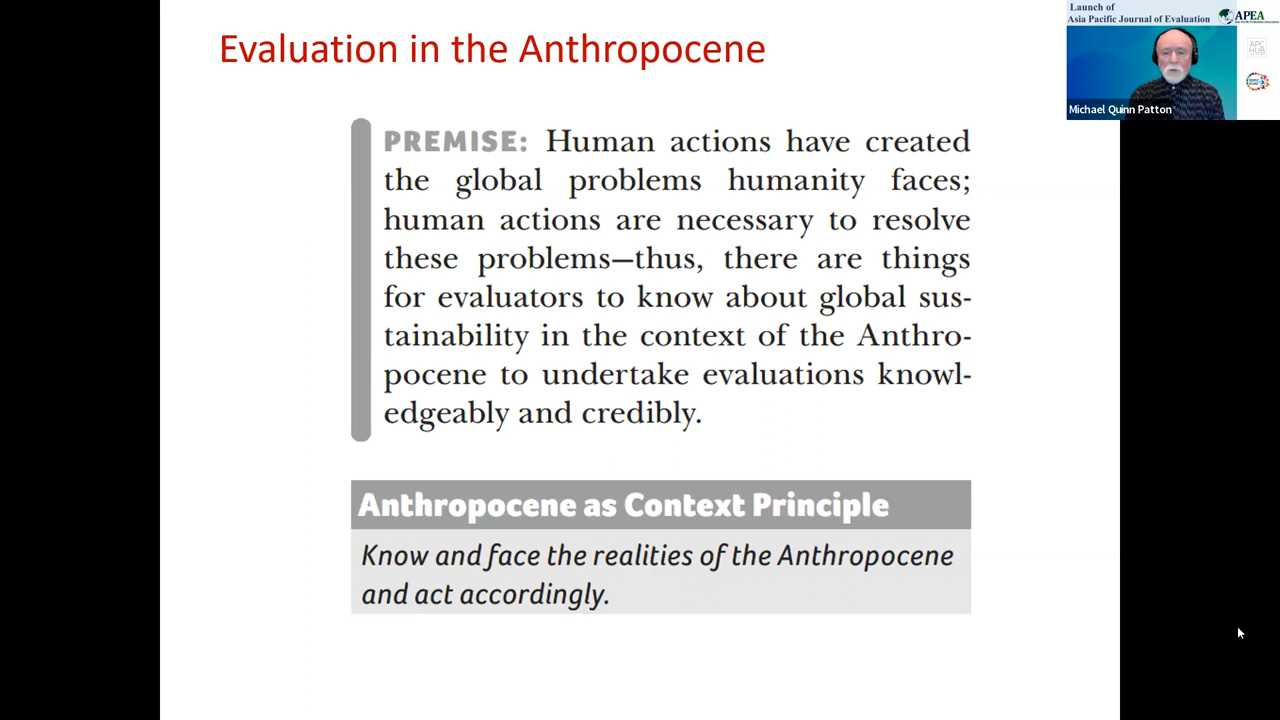 Evaluation in the Anthropocene
Launch of
Asia Pacific Journal of Evaluation
APEA
APC
HUB
Michael Quinn Patton
PREMISE: Human actions have created
the global problems humanity faces;
human actions are necessary to resolve
these problems—thus, there are things
for evaluators to know about global sus-
tainability in the context of the Anthro-
pocene to undertake evaluations knowl-
edgeably and credibly.
Anthropocene as Context Principle
Know and face the realities of the Anthropocene
and act accordingly.